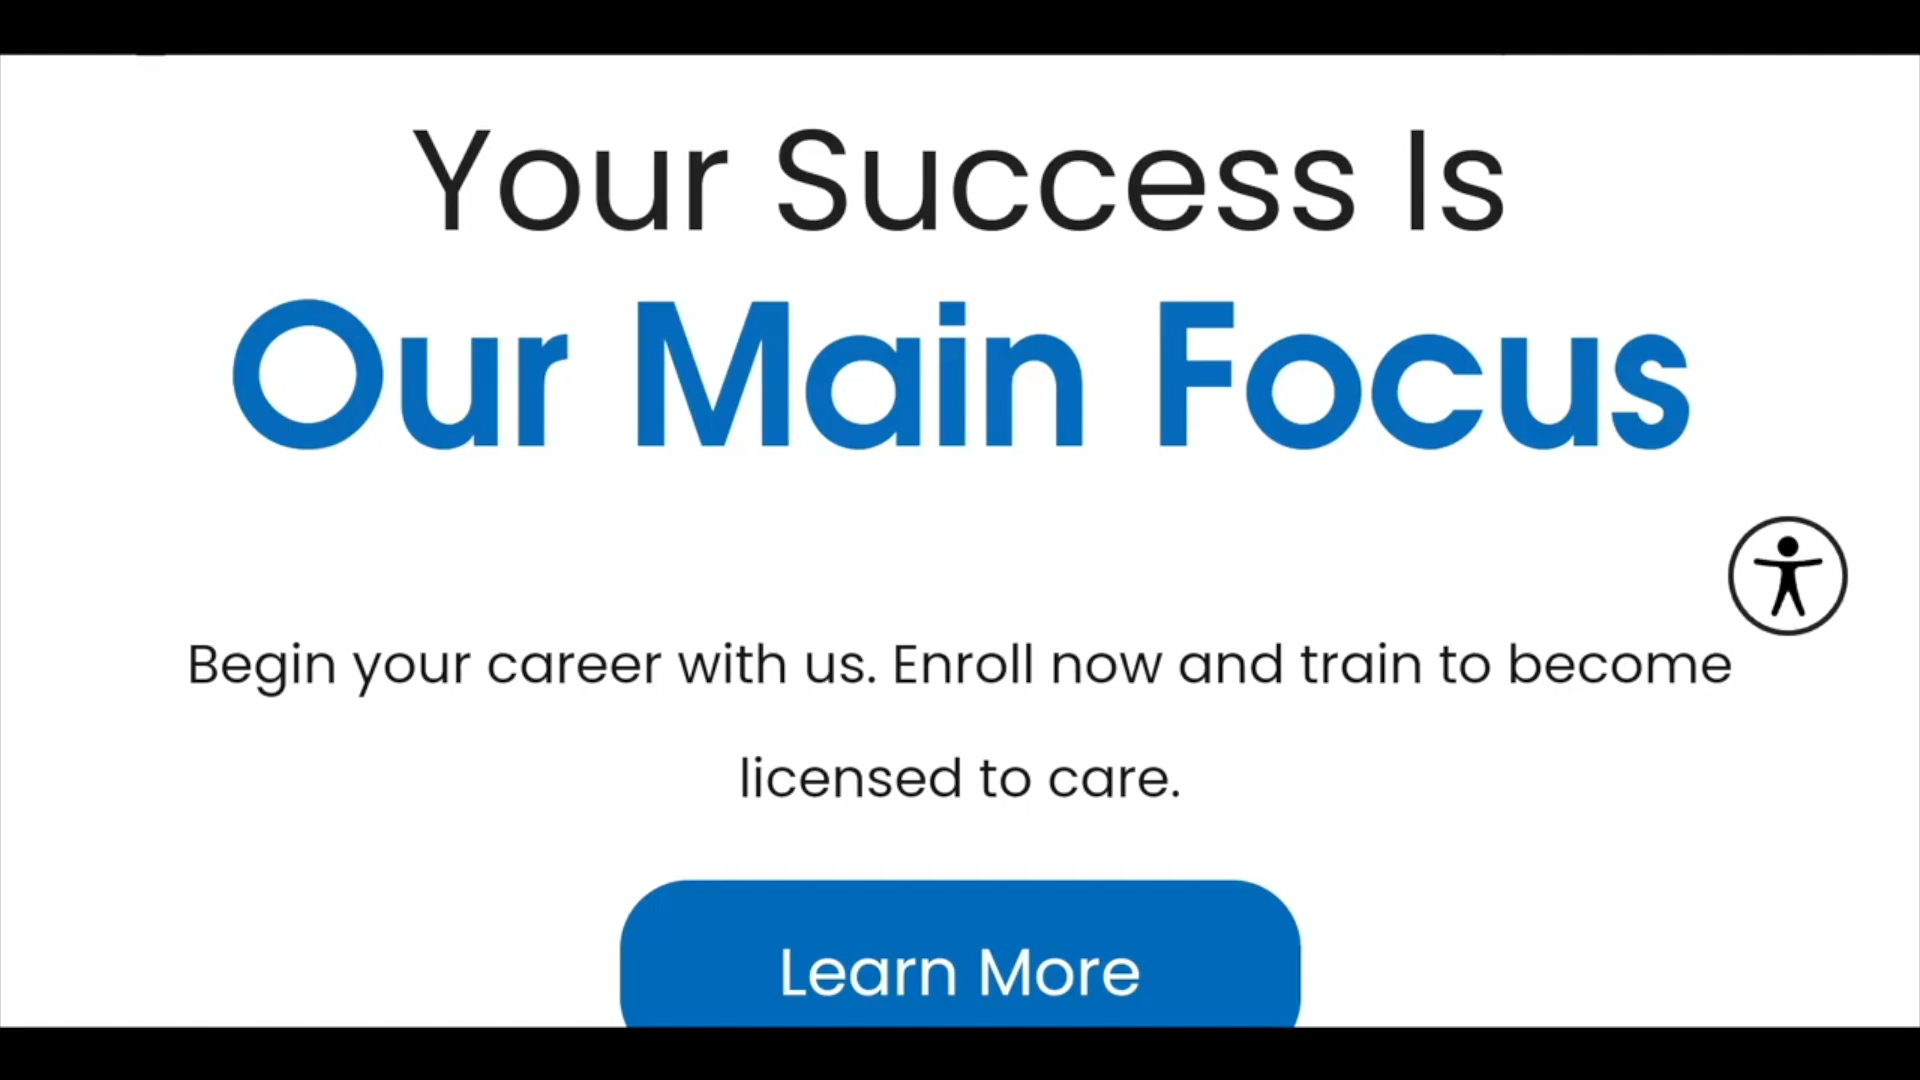 Your Success Is
Our Main Focus
Begin your career with us. Enroll now and train to become
licensed to care.
Learn More